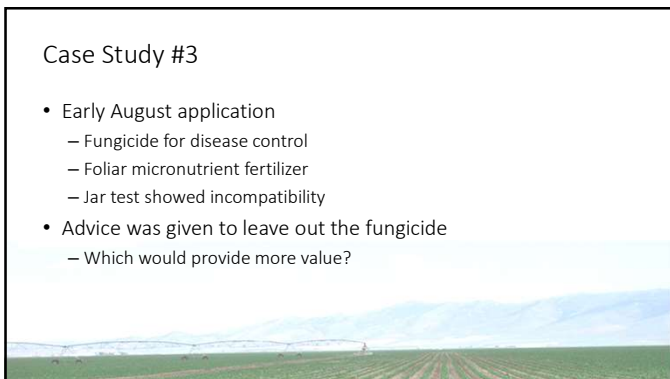 Case Study #3
• Early August application
– Fungicide for disease control
– Foliar micronutrient fertilizer
– Jar test showed incompatibility
• Advice was given to leave out the fungicide
– Which would provide more value?